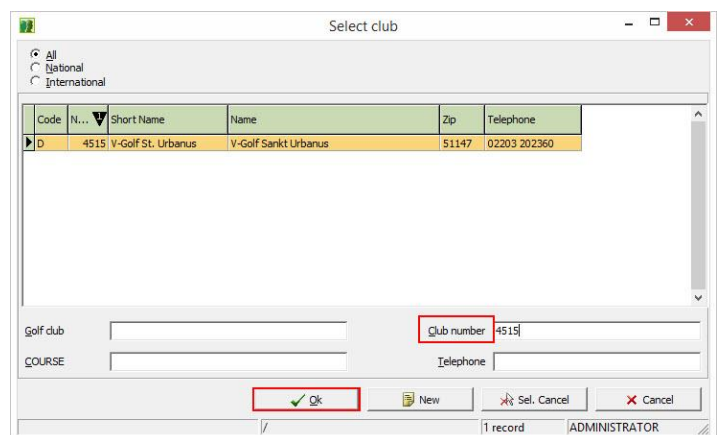 Select club
All
National
International
Code N... 1 Short Name Name Zip Telephone
D 4515 V-Golf St. Urbanus V-Golf Sankt Urbanus 51147 02203 202360
Golf club Club number 4515
COURSE Telephone
Ok New Sel. Cancel Cancel
/ 1 record ADMINISTRATOR